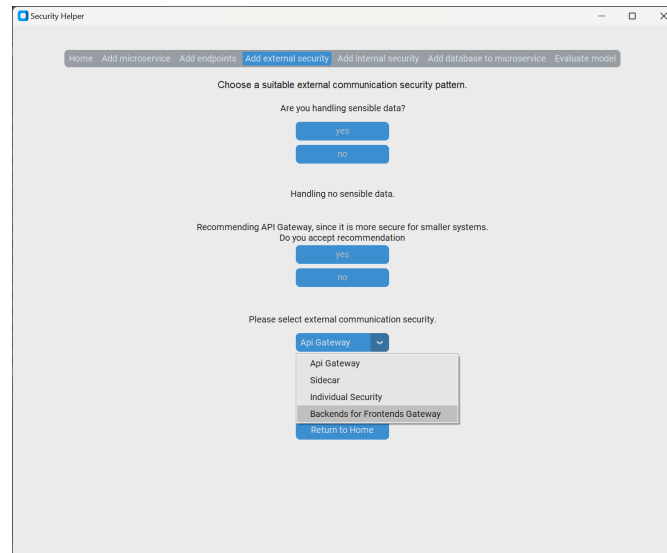 Security Helper
Home Add microservice Add endpoints Add external security Add internal security Add database to microservice Evaluate model
Choose a suitable external communication security pattern.
Are you handling sensible data?
yes
no
Handling no sensible data.
Recommending API Gateway, since it is more secure for smaller systems.
Do you accept recommendation
yes
no
Please select external communication security.
Api Gateway
Api Gateway
Sidecar
Individual Security
Backends for Frontends Gateway
Return to Home